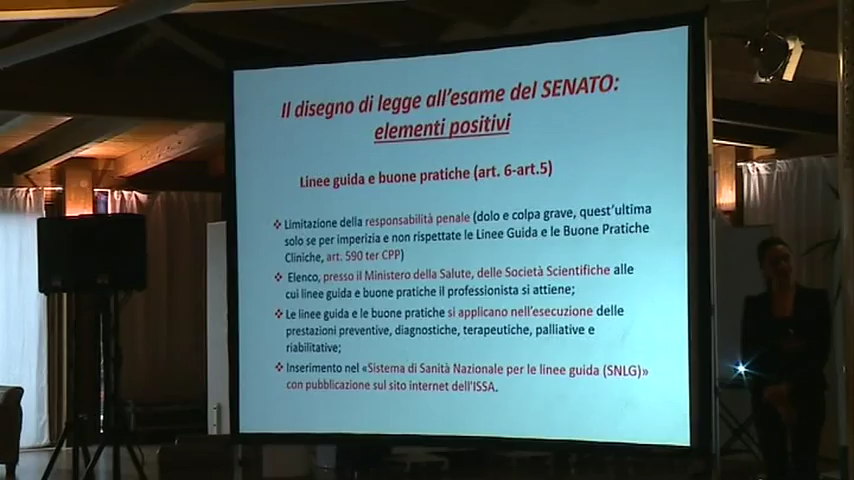 Il disegno di legge all'esame del SENATO:
elementi positivi
Linee guida e buone pratiche (art. 6-art.5)
❖ Limitazione della responsabilità penale (dolo e colpa grave, quest'ultima
solo se per imperizia e non rispettate le Linee Guida e le Buone Pratiche
Cliniche, art. 590 ter CPP)
❖ Elenco, presso il Ministero della Salute, delle Società Scientifiche alle
cui linee guida e buone pratiche il professionista si attiene;
❖ Le linee guida e le buone pratiche si applicano nell'esecuzione delle
prestazioni preventive, diagnostiche, terapeutiche, palliative e
riabilitative;
❖ Inserimento nel «Sistema di Sanità Nazionale per le linee guida (SNLG)»
con pubblicazione sul sito internet dell'ISSA.